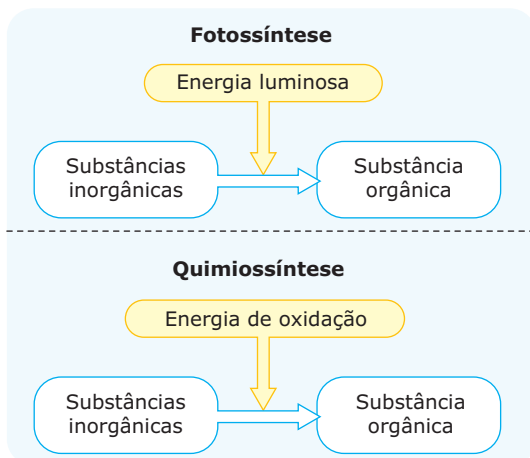 Fotossíntese
Energia luminosa
Substâncias
inorgânicas
Substância
orgânica
Quimiossíntese
Energia de oxidação
Substâncias
inorgânicas
Substância
orgânica